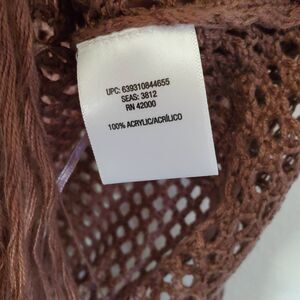 UPC: 639310844655
SEAS: 3812
RN 42000
100% ACRYLIC/ACRÍLICO